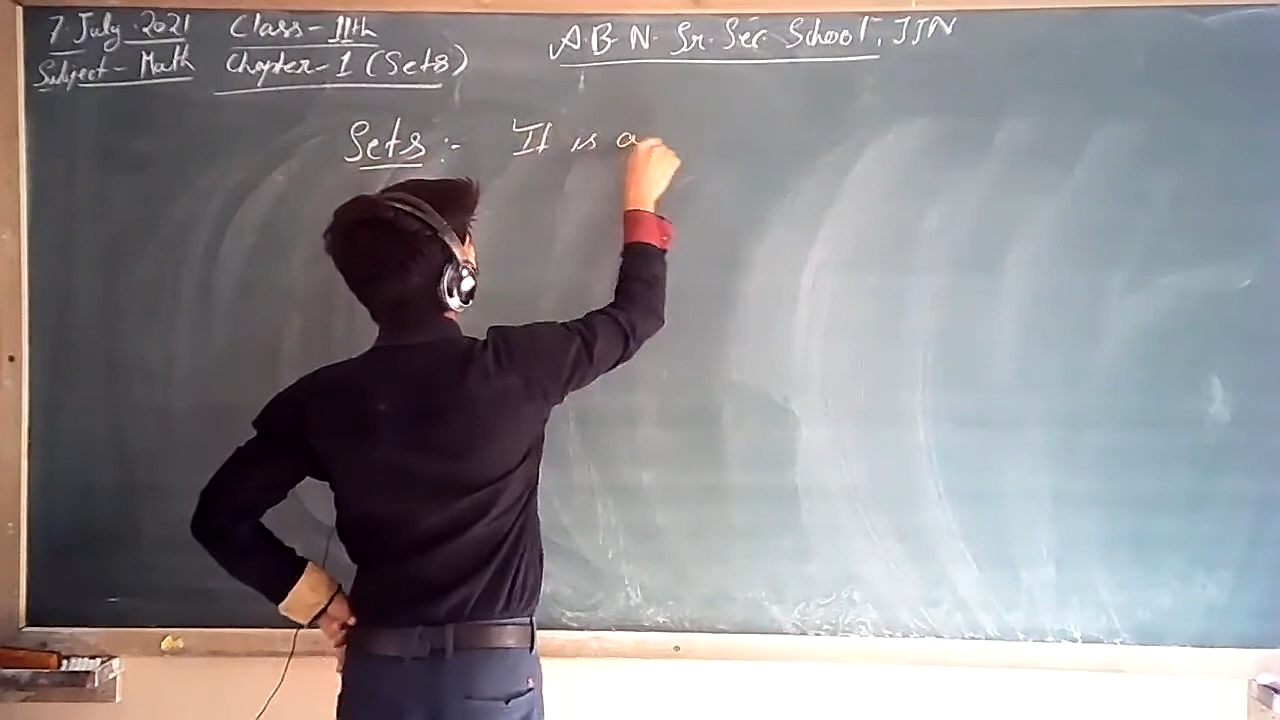 7 July 2021 Class - 11th A.B.N. Sr. Sec. School, JJN
Subject - Math Chapter - 1 (Sets)
Sets :- It is a